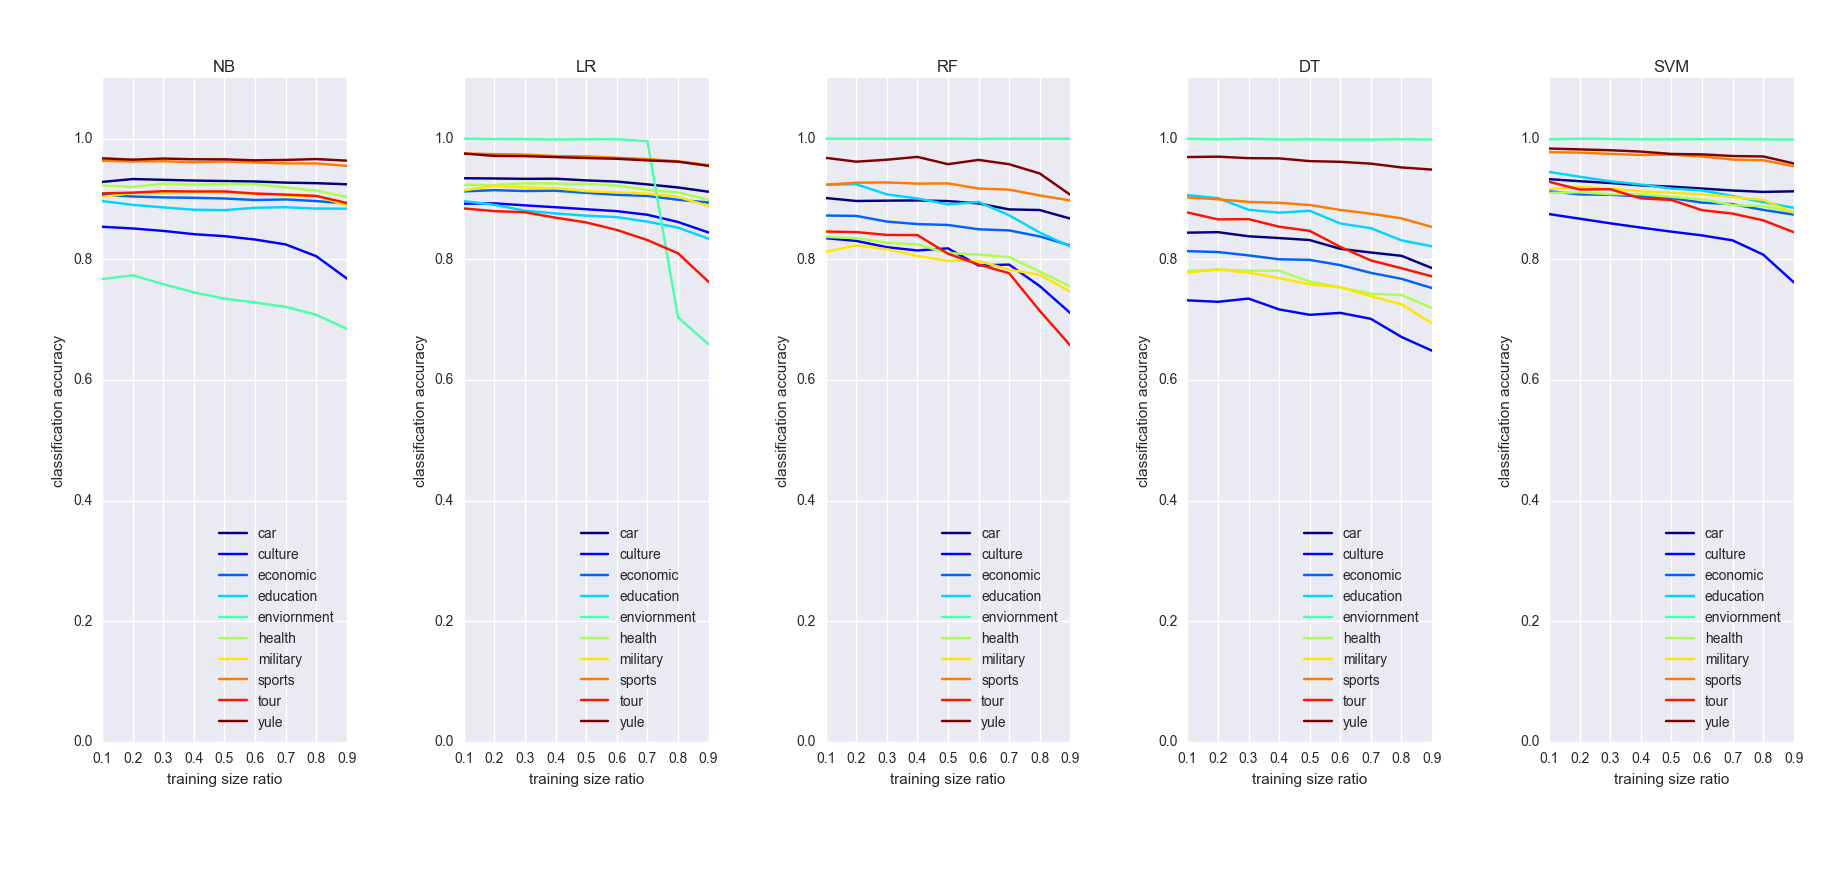 NB
1.0
0.8
0.6
0.4
0.2
0.0
classification accuracy
car
culture
economic
education
enviornment
health
military
sports
tour
yule
0.1 0.2 0.3 0.4 0.5 0.6 0.7 0.8 0.9
training size ratio
LR
1.0
0.8
0.6
0.4
0.2
0.0
classification accuracy
car
culture
economic
education
enviornment
health
military
sports
tour
yule
0.1 0.2 0.3 0.4 0.5 0.6 0.7 0.8 0.9
training size ratio
RF
1.0
0.8
0.6
0.4
0.2
0.0
classification accuracy
car
culture
economic
education
enviornment
health
military
sports
tour
yule
0.1 0.2 0.3 0.4 0.5 0.6 0.7 0.8 0.9
training size ratio
DT
1.0
0.8
0.6
0.4
0.2
0.0
classification accuracy
car
culture
economic
education
enviornment
health
military
sports
tour
yule
0.1 0.2 0.3 0.4 0.5 0.6 0.7 0.8 0.9
training size ratio
SVM
1.0
0.8
0.6
0.4
0.2
0.0
classification accuracy
car
culture
economic
education
enviornment
health
military
sports
tour
yule
0.1 0.2 0.3 0.4 0.5 0.6 0.7 0.8 0.9
training size ratio